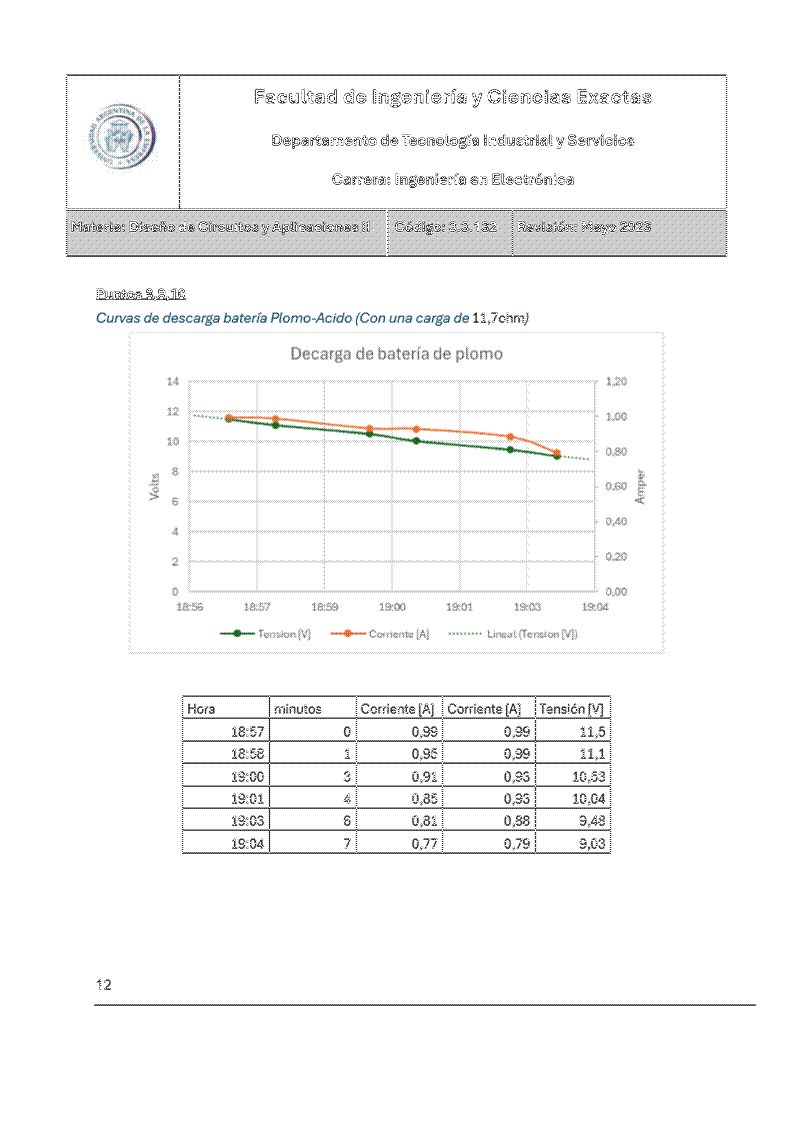 UNIVERSIDAD ARGENTINA DE LA EMPRESA
Facultad de Ingeniería y Ciencias Exactas
Departamento de Tecnología Industrial y Servicios
Carrera: Ingeniería en Electrónica
Materia: Diseño de Circuitos y Aplicaciones II Código: 3.3.132 Revisión: Mayo 2023
Puntos
Curvas de descarga batería Plomo-Acido (Con una carga de 11,7ohm)
Decarga de batería de plomo
14 1,20
12 1,00
10 0,80
8
6 0,60
4 0,40
2 0,20
0 0,00
Volts
Amper
18:56 18:57 18:59 19:00 19:01 19:03 19:04
Tension [V] Corriente [A] Lineal (Tension [V])
Hora minutos Corriente [A] Corriente [A] Tensión [V]
18:57 0 0,99 0,99 11,5
18:58 1 0,95 0,99 11,1
19:00 3 0,91 0,93 10,53
19:01 4 0,85 0,93 10,04
19:03 6 0,81 0,88 9,48
19:04 7 0,77 0,79 9,03
12